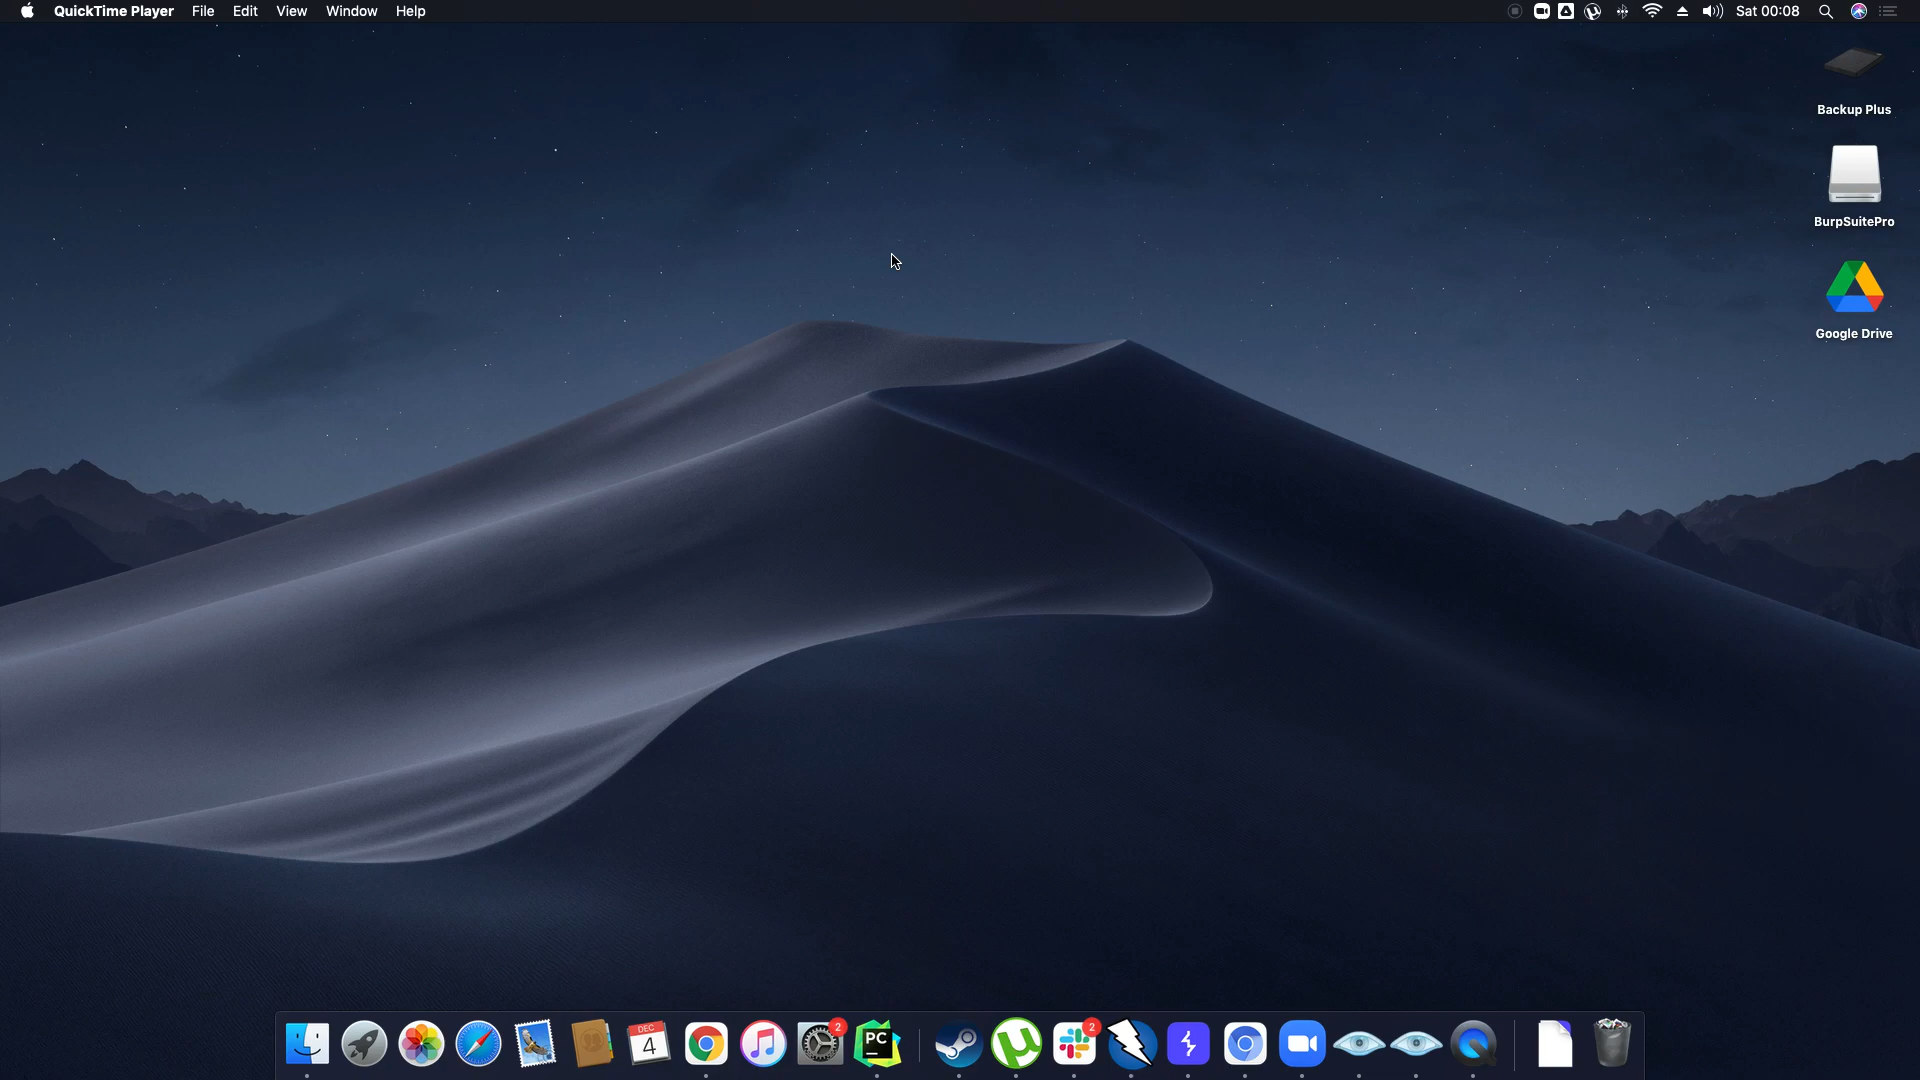 QuickTime Player File Edit View Window Help Sat 00:08
Backup Plus
BurpSuitePro
Google Drive
2
2
DEC
4
PC